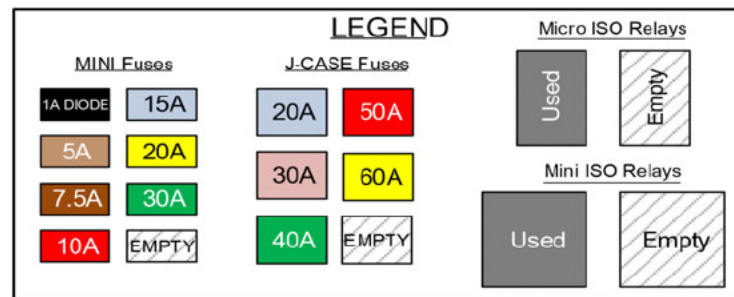 LEGEND
MINI Fuses
1A DIODE
15A
5A
20A
7.5A
30A
10A
EMPTY
J-CASE Fuses
20A
50A
30A
60A
40A
EMPTY
Micro ISO Relays
Used
Empty
Mini ISO Relays
Used
Empty